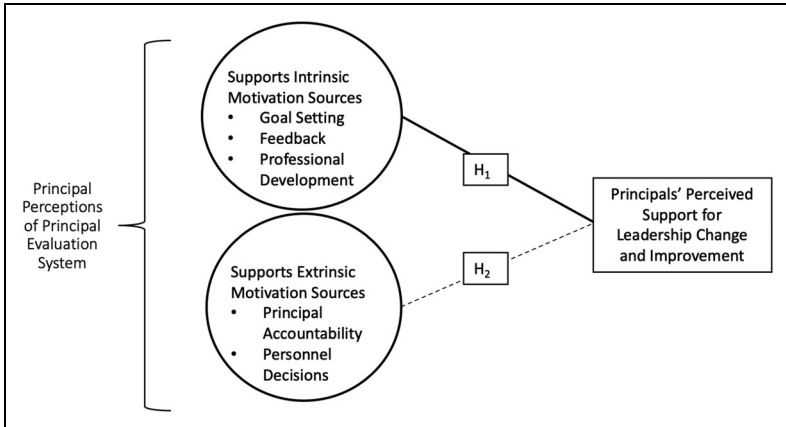 Principal
Perceptions
of Principal
Evaluation
System
Supports Intrinsic
Motivation Sources
• Goal Setting
• Feedback
• Professional
Development
Supports Extrinsic
Motivation Sources
• Principal
Accountability
• Personnel
Decisions
H₁
H₂
Principals’ Perceived
Support for
Leadership Change
and Improvement